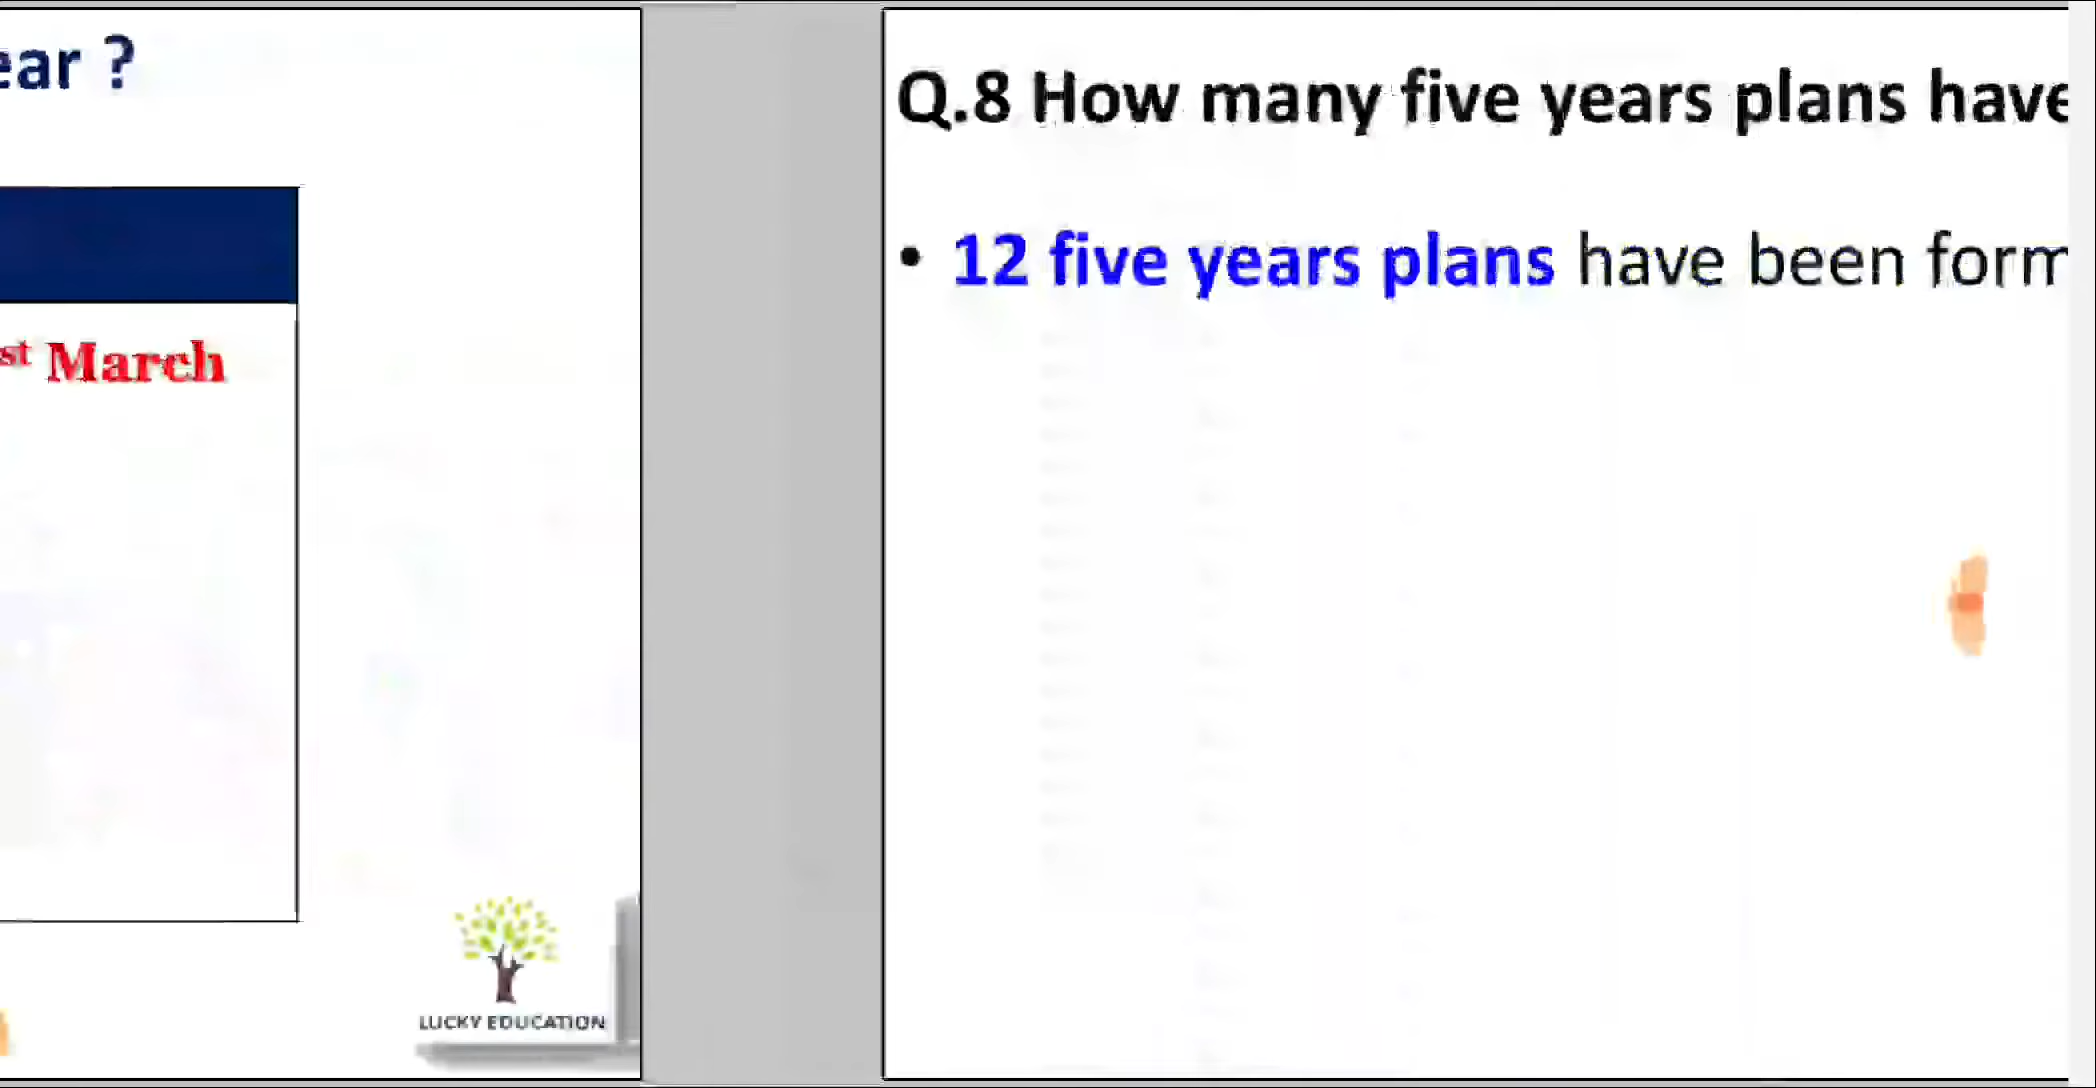 ear ?
st March
LUCKY EDUCATION
Q.8 How many five years plans have
• 12 five years plans have been form